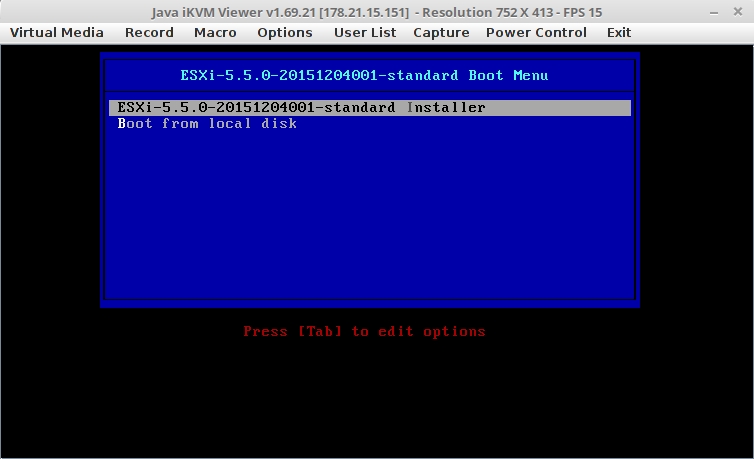 Java iKVM Viewer v1.69.21 [178.21.15.151] - Resolution 752 X 413 - FPS 15
Virtual Media Record Macro Options User List Capture Power Control Exit
ESXi-5.5.0-20151204001-standard Boot Menu
ESXi-5.5.0-20151204001-standard Installer
Boot from local disk
Press [Tab] to edit options